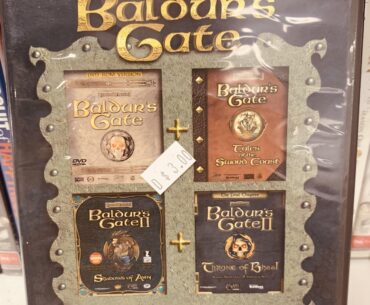 BALDUR'S
GATE
BALDUR'S
GATE
DVD
+
BALDUR'S
GATE
TALES OF THE
SWORD COAST
D $ 3.00
BALDUR'S
GATE II
SHADOWS OF AMN
+
BALDUR'S
GATE II
THRONE OF BHAAL